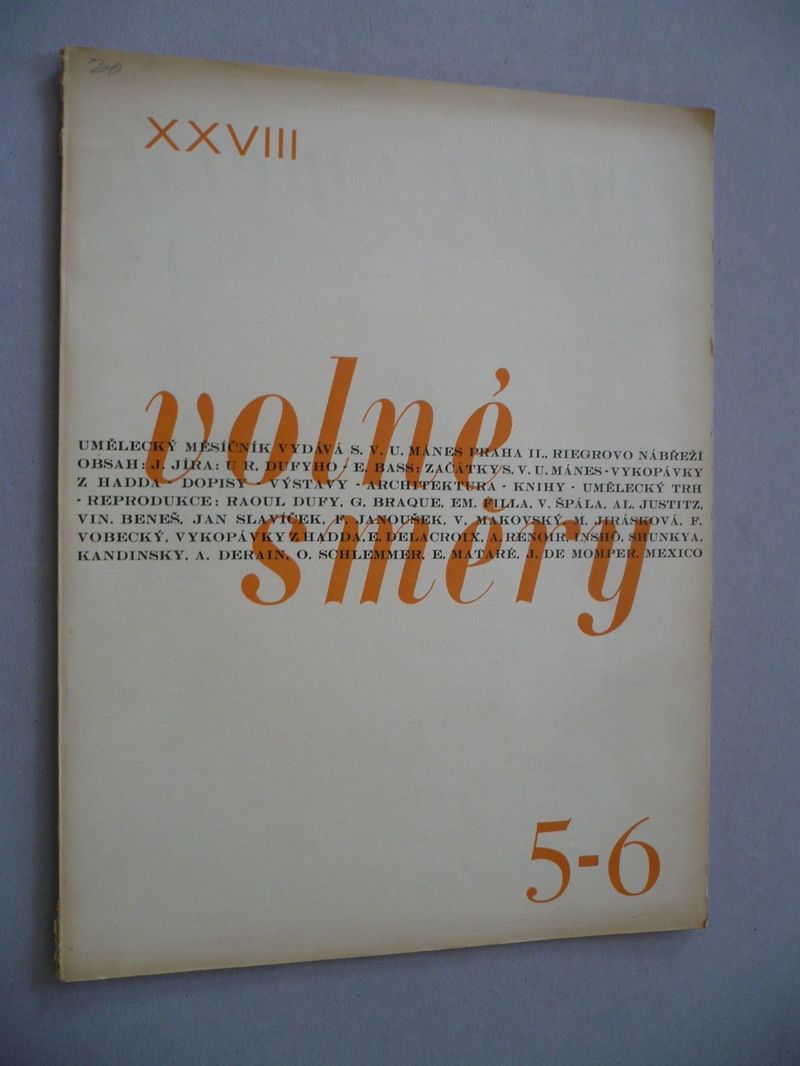 30
XXVIII
volné
UMĚLECKÝ MĚSÍČNÍK VYDÁVÁ S. V. U. MÁNES PRAHA II., RIEGROVO NÁBŘEŽÍ
OBSAH: J. JÍRA: U R. DUFYHO - E. BASS: ZAČÁTKY S. V. U. MÁNES - VYKOPÁVKY
Z HADDA - DOPISY - VÝSTAVY - ARCHITEKTURA - KNIHY - UMĚLECKÝ TRH
- REPRODUKCE: RAOUL DUFY, G. BRAQUE, EM. FILLA, V. ŠPÁLA, AL. JUSTITZ,
VIN. BENEŠ, JAN SLAVÍČEK, F. JANOUŠEK, V. MAKOVSKÝ, M. JIRÁSKOVÁ, F.
VOBECKÝ, VYKOPÁVKY Z HADDA, E. DELACROIX, A. RENOIR, INSHÔ, SHUNKYA,
KANDINSKY, A. DERAIN, O. SCHLEMMER, E. MATARÉ, J. DE MOMPER, MEXICO
směry
5-6